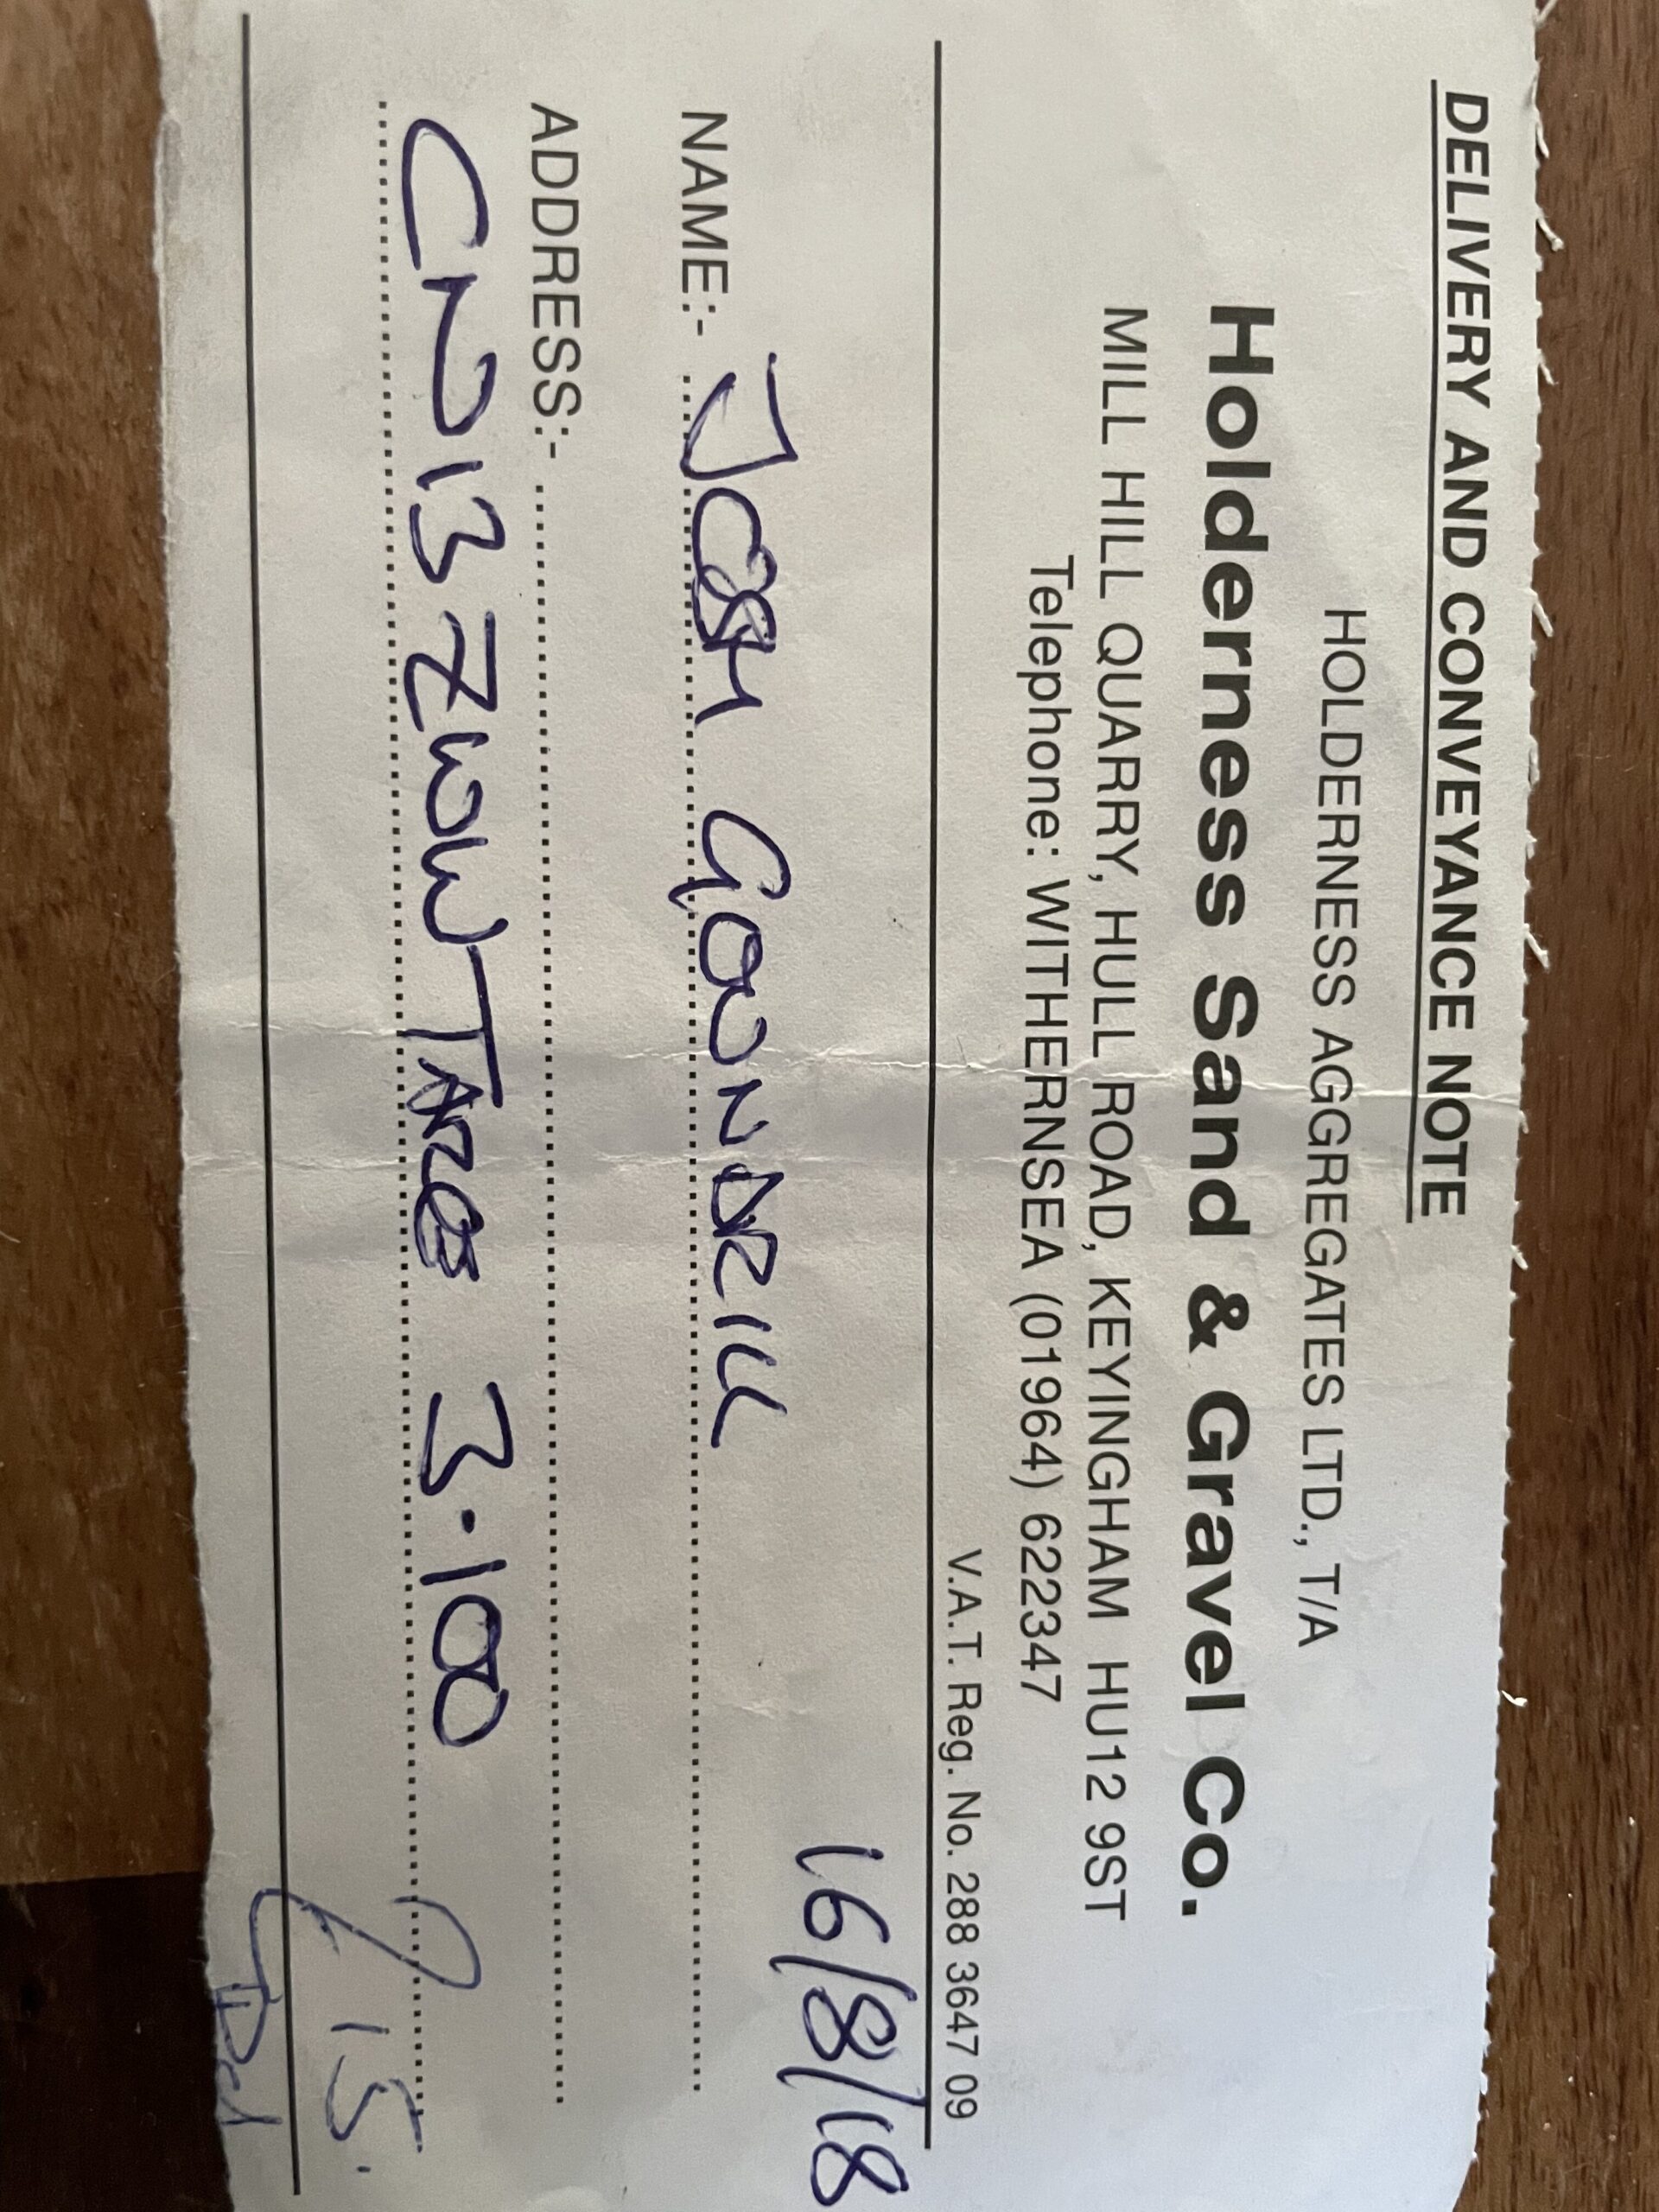 DELIVERY AND CONVEYANCE NOTE
HOLDERNESS AGGREGATES LTD., T/A
Holderness Sand & Gravel Co.
MILL HILL QUARRY, HULL ROAD, KEYINGHAM HU12 9ST
Telephone: WITHERNSEA (01964) 622347
V.A.T. Reg. No. 288 3647 09
16/8/18
NAME:- JOSH GOUNDRILL
ADDRESS:-
CN13 3.100
£15.